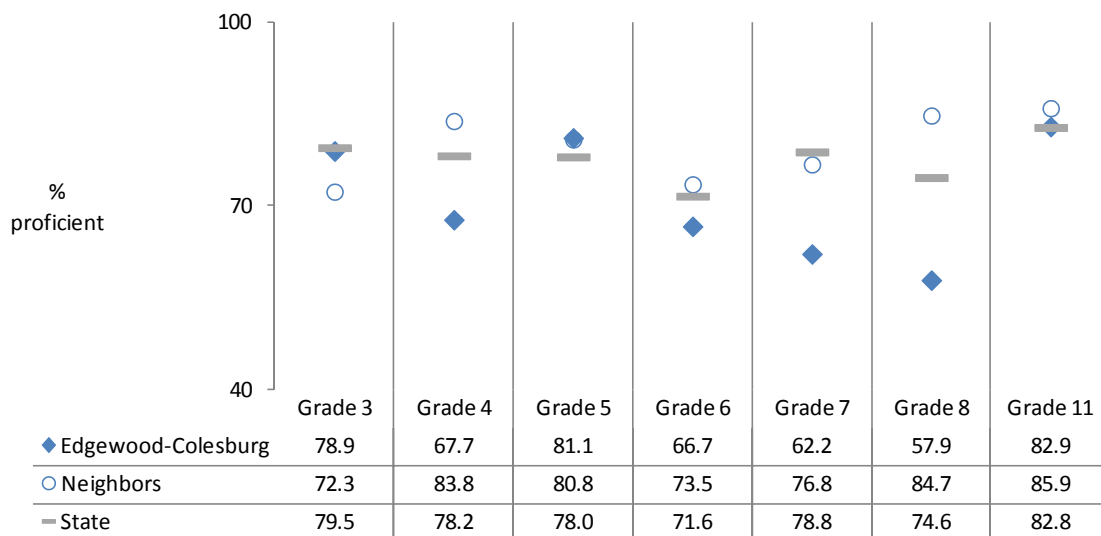 100
%
proficient
70
40
Grade 3 Grade 4 Grade 5 Grade 6 Grade 7 Grade 8 Grade 11
Edgewood-Colesburg 78.9 67.7 81.1 66.7 62.2 57.9 82.9
Neighbors 72.3 83.8 80.8 73.5 76.8 84.7 85.9
State 79.5 78.2 78.0 71.6 78.8 74.6 82.8